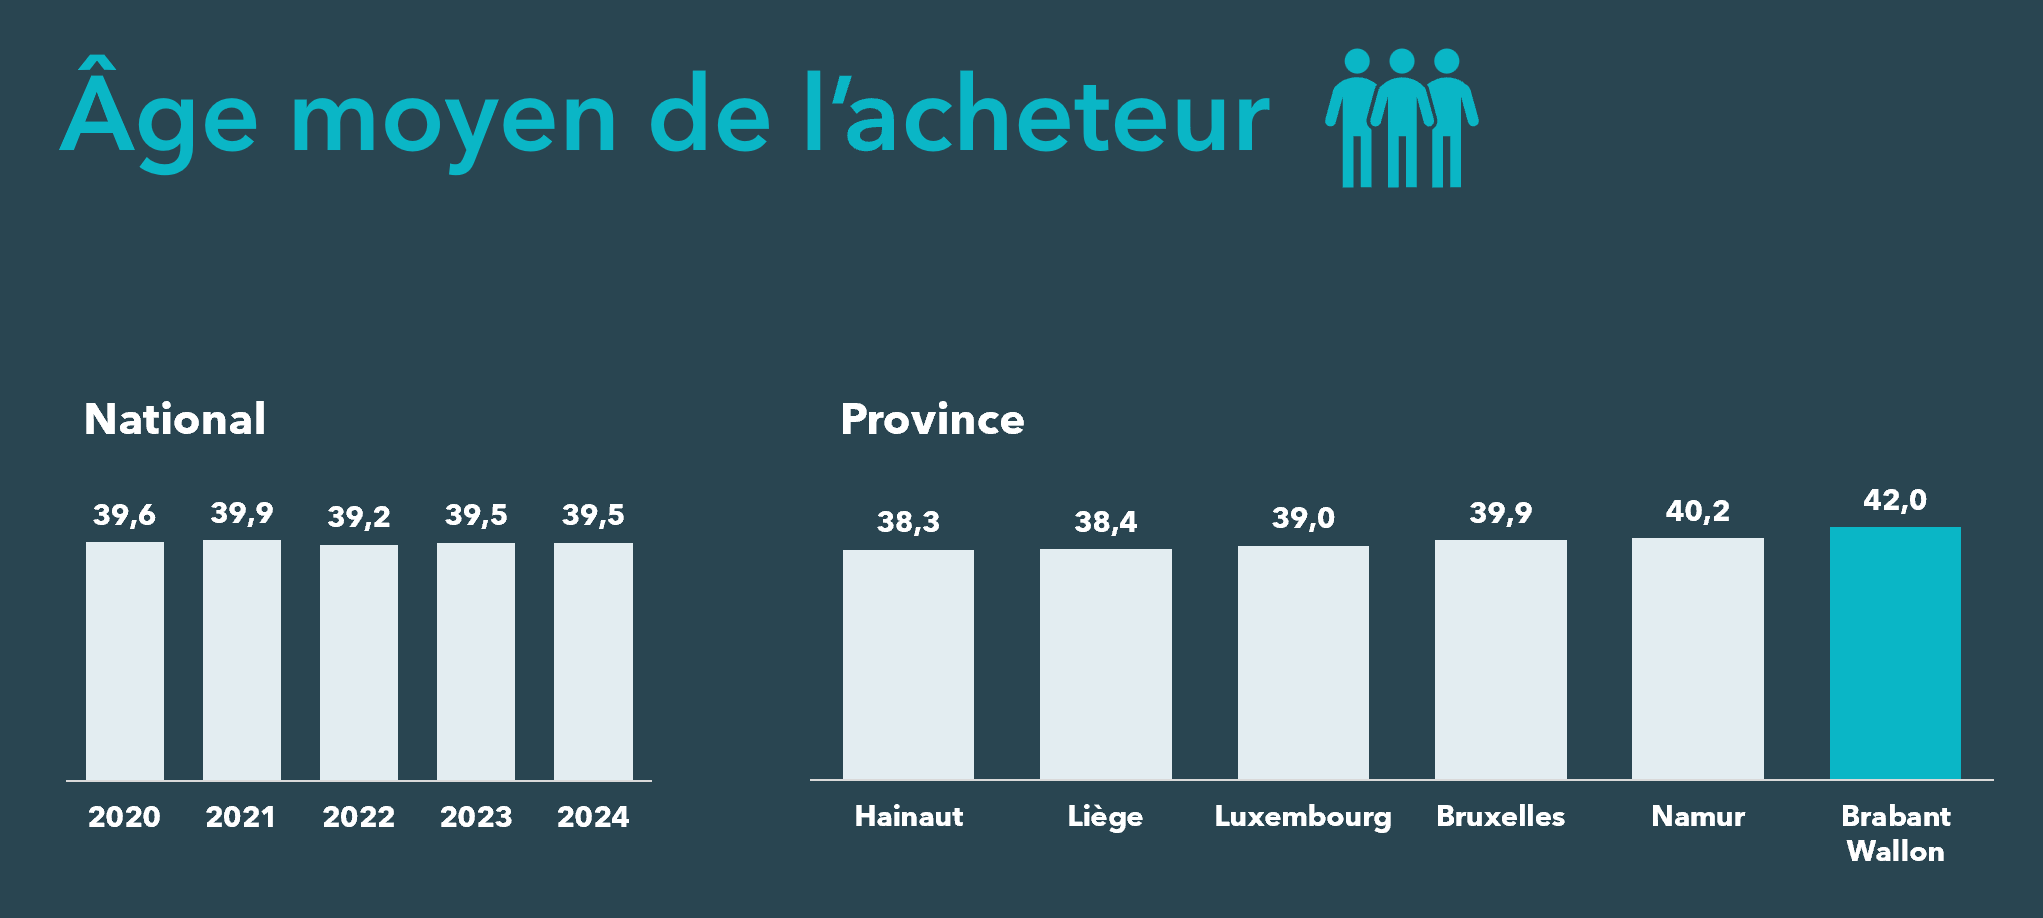 Âge moyen de l’acheteur
National
39,6 39,9 39,2 39,5 39,5
2020 2021 2022 2023 2024
Province
38,3 38,4 39,0 39,9 40,2 42,0
Hainaut Liège Luxembourg Bruxelles Namur Brabant
Wallon